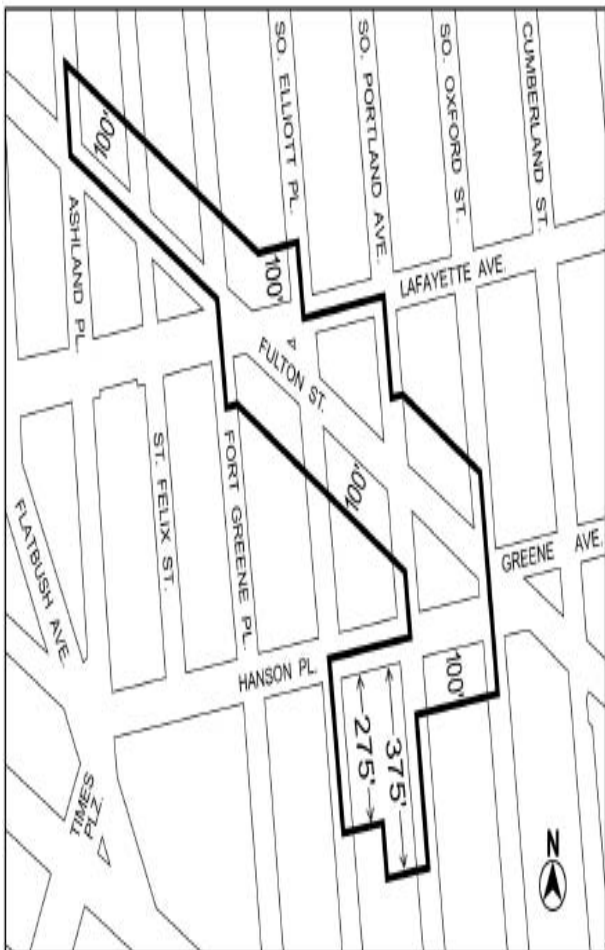 CUMBERLAND ST.
SO. OXFORD ST.
SO. PORTLAND AVE.
SO. ELLIOTT PL.
100'
LAFAYETTE AVE.
ASHLAND PL.
100'
FULTON ST.
100'
GREENE AVE.
ST. FELIX ST.
FORT GREENE PL.
FLATBUSH AVE.
HANSON PL.
100'
375'
275'
TIMES
PLZ.
N